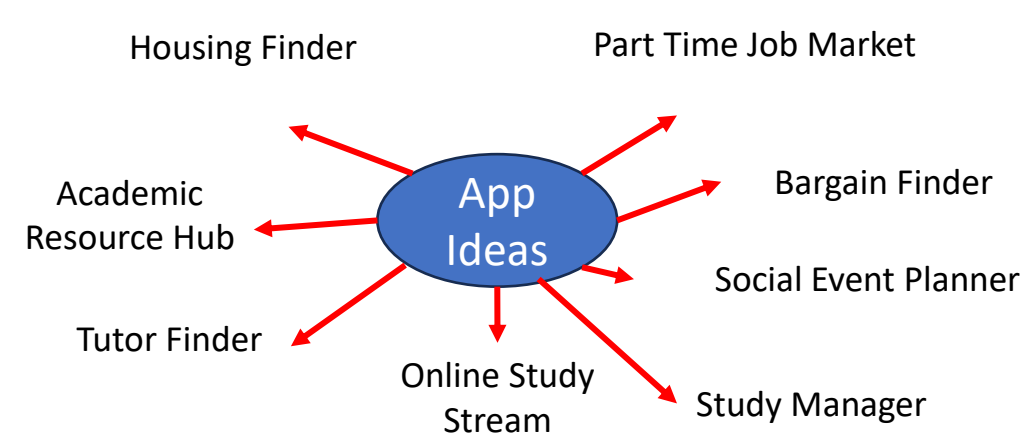 Housing Finder
Part Time Job Market
App
Ideas
Academic
Resource Hub
Bargain Finder
Social Event Planner
Tutor Finder
Online Study
Stream
Study Manager